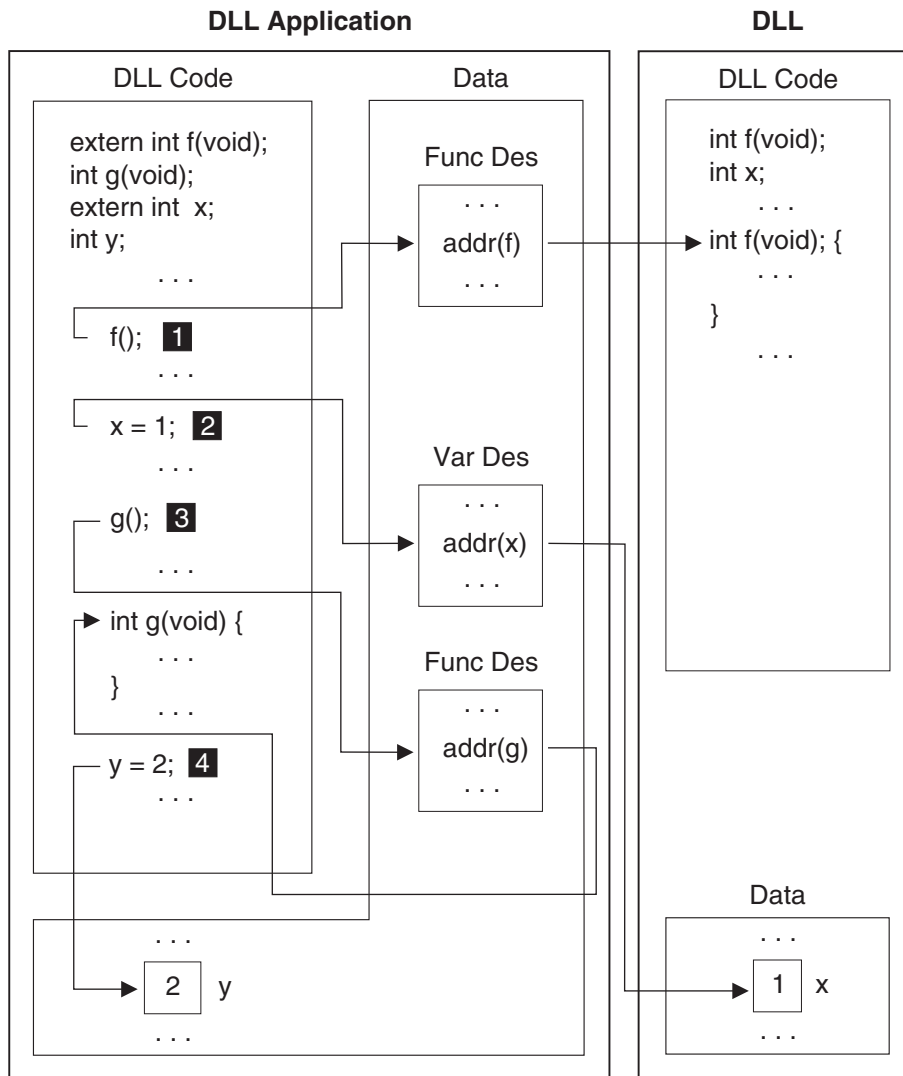 DLL Application
DLL Code
extern int f(void);
int g(void);
extern int x;
int y;
. . .
f(); 1
. . .
x = 1; 2
. . .
g(); 3
. . .
int g(void) {
. . .
}
. . .
y = 2; 4
. . .
Data
Func Des
. . .
addr(f)
. . .
Var Des
. . .
addr(x)
. . .
Func Des
. . .
addr(g)
. . .
. . .
2 y
. . .
DLL
DLL Code
int f(void);
int x;
. . .
int f(void); {
. . .
}
. . .
Data
. . .
1 x
. . .